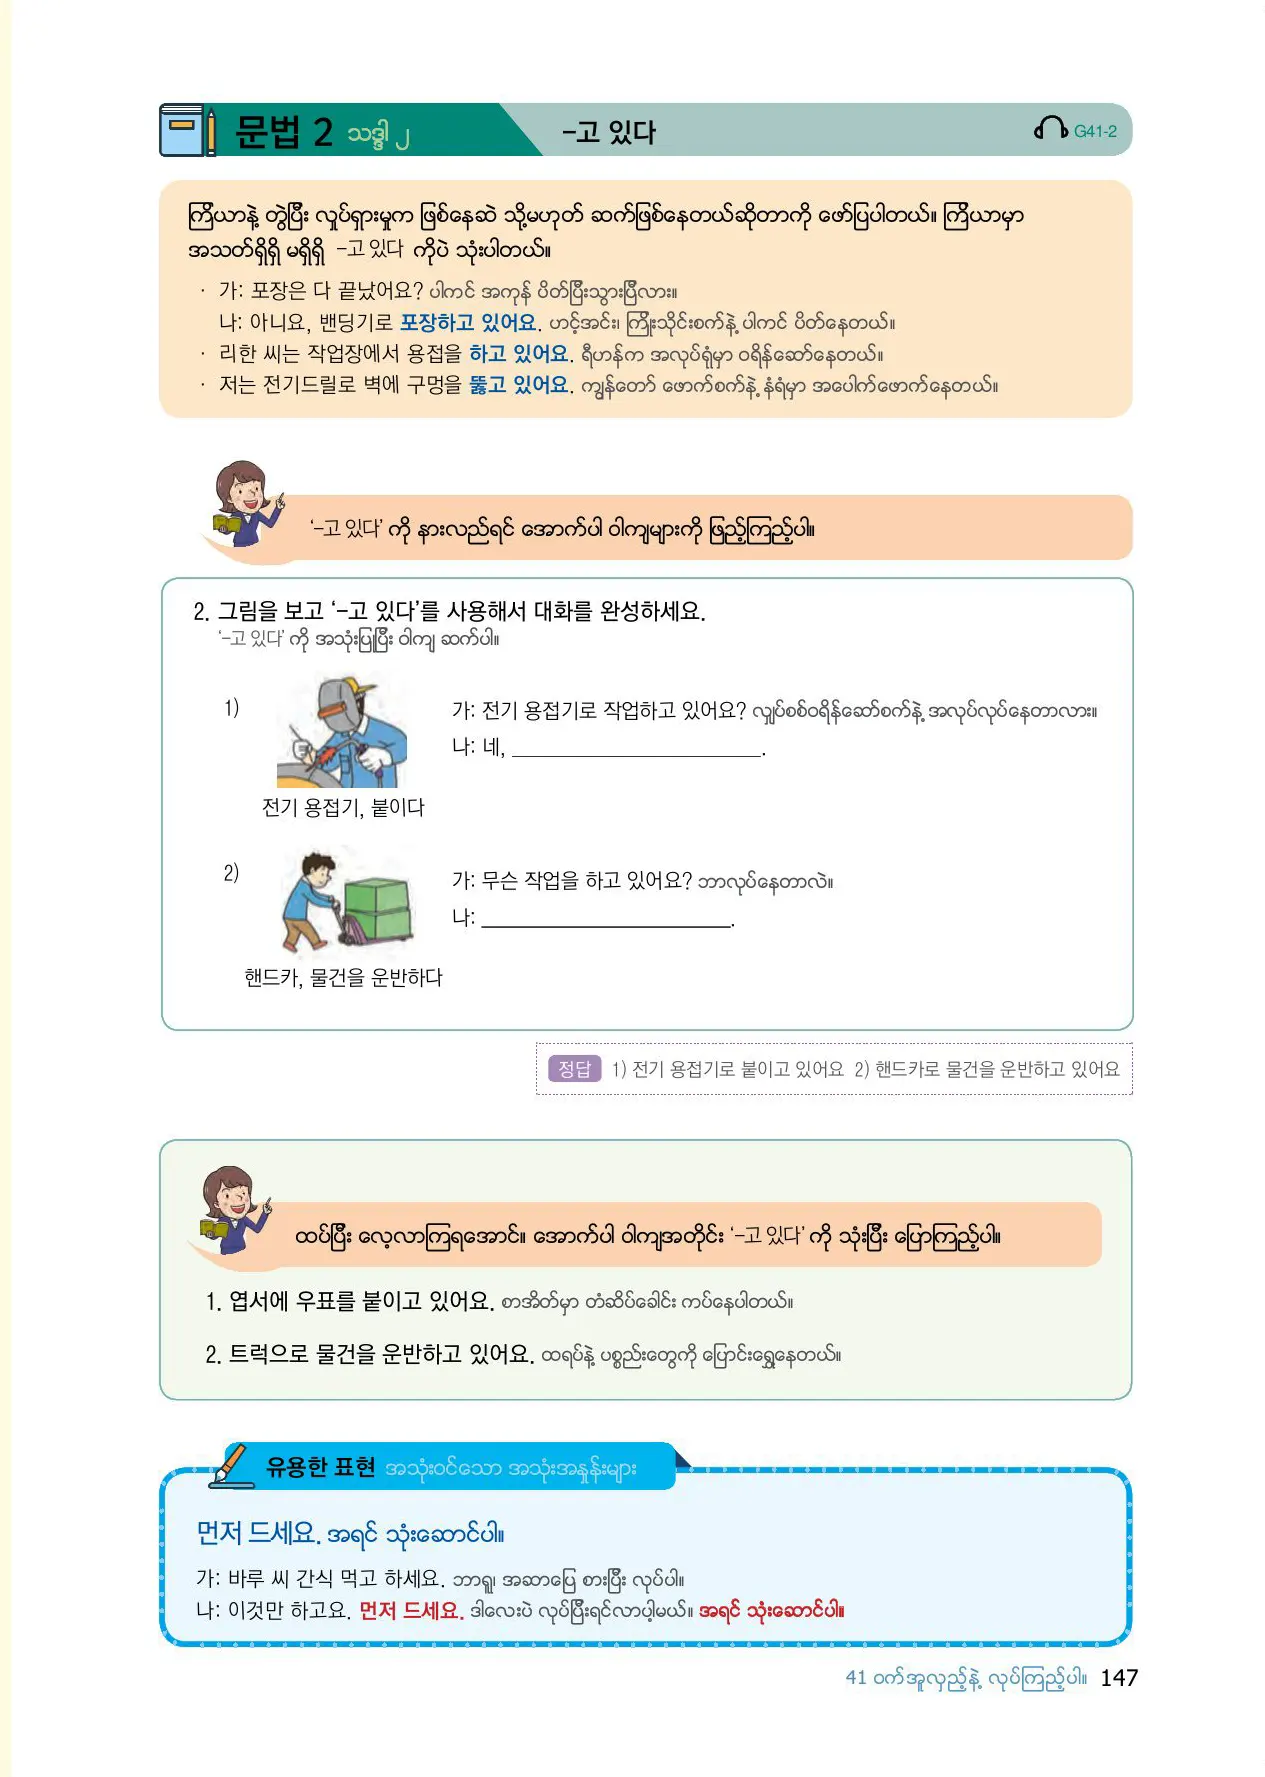 문법 2 သဒ္ဒါ ၂ -고 있다 G41-2
ကြိယာနဲ့ တွဲပြီး လှုပ်ရှားမှုက ဖြစ်နေဆဲ သို့မဟုတ် ဆက်ဖြစ်နေတယ်ဆိုတာကို ဖော်ပြပါတယ်။ ကြိယာမှာ
အသတ်ရှိရှိ မရှိရှိ -고 있다 ကိုပဲ သုံးပါတယ်။
· 가: 포장은 다 끝났어요? ပါကင် အကုန် ပိတ်ပြီးသွားပြီလား။
나: 아니요, 밴딩기로 포장하고 있어요. ဟင့်အင်း၊ ကြိုးသိုင်းစက်နဲ့ ပါကင် ပိတ်နေတယ်။
· 리한 씨는 작업장에서 용접을 하고 있어요. ရီဟန်က အလုပ်ရုံမှာ ဝရိန်ဆော်နေတယ်။
· 저는 전기드릴로 벽에 구멍을 뚫고 있어요. ကျွန်တော် ဖောက်စက်နဲ့ နံရံမှာ အပေါက်ဖောက်နေတယ်။
‘-고 있다’ ကို နားလည်ရင် အောက်ပါ ဝါကျများကို ဖြည့်ကြည့်ပါ။
2. 그림을 보고 ‘-고 있다’를 사용해서 대화를 완성하세요.
‘-고 있다’ ကို အသုံးပြုပြီး ဝါကျ ဆက်ပါ။
1) 가: 전기 용접기로 작업하고 있어요? လျှပ်စစ်ဝရိန်ဆော်စက်နဲ့ အလုပ်လုပ်နေတာလား။
나: 네, ________________________.
전기 용접기, 붙이다
2) 가: 무슨 작업을 하고 있어요? ဘာလုပ်နေတာလဲ။
나: ________________________.
핸드카, 물건을 운반하다
정답 1) 전기 용접기로 붙이고 있어요 2) 핸드카로 물건을 운반하고 있어요
ထပ်ပြီး လေ့လာကြရအောင်။ အောက်ပါ ဝါကျအတိုင်း ‘-고 있다’ ကို သုံးပြီး ပြောကြည့်ပါ။
1. 엽서에 우표를 붙이고 있어요. စာအိတ်မှာ တံဆိပ်ခေါင်း ကပ်နေပါတယ်။
2. 트럭으로 물건을 운반하고 있어요. ထရပ်နဲ့ ပစ္စည်းတွေကို ပြောင်းရွှေ့နေတယ်။
유용한 표현 အသုံးဝင်သော အသုံးအနှုန်းများ
먼저 드세요. အရင် သုံးဆောင်ပါ။
가: 바루 씨 간식 먹고 하세요. ဘာရူ၊ အဆာပြေ စားပြီး လုပ်ပါ။
나: 이것만 하고요. 먼저 드세요. ဒါလေးပဲ လုပ်ပြီးရင်လာပါ့မယ်။ အရင် သုံးဆောင်ပါ။
41 ဝက်အူလှည့်နဲ့ လုပ်ကြည့်ပါ။ 147